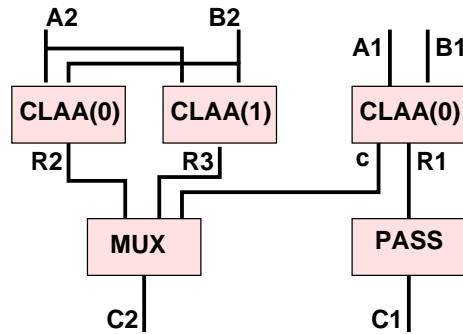 A2 B2 A1 B1
CLAA(0) CLAA(1) CLAA(0)
R2 R3 c R1
MUX PASS
C2 C1